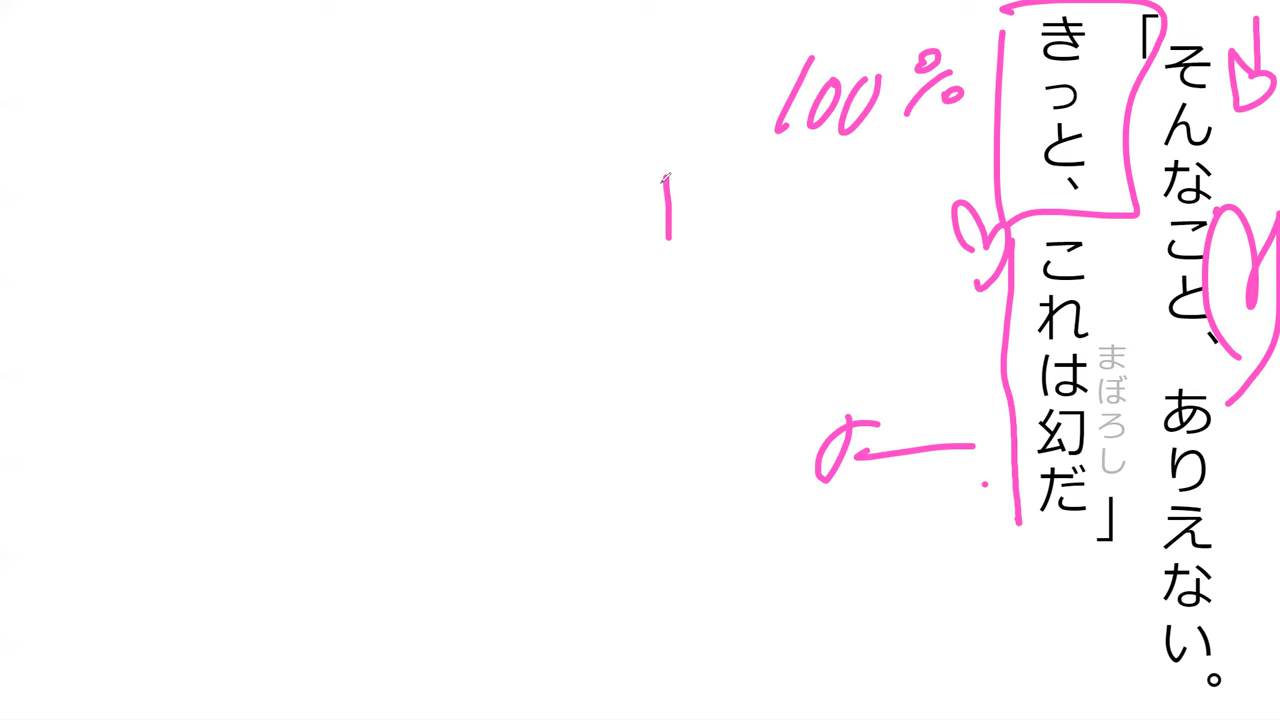 そんなこと、ありえない。
「きっと、これは幻だ」
まぼろし
100%